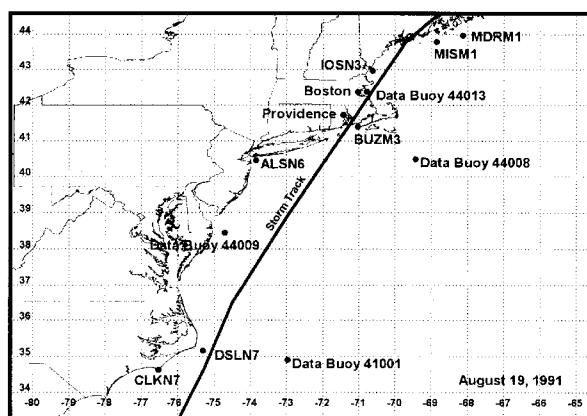 44
MDRM1
MISM1
43
IOSN3
Boston
Data Buoy 44013
42
Providence
BUZM3
41
ALSN6
Data Buoy 44008
40
39
Storm Track
Data Buoy 44009
38
37
36
35
DSLN7
Data Buoy 41001
CLKN7
August 19, 1991
34
-79 -78 -77 -76 -75 -74 -73 -72 -71 -70 -69 -68 -67 -66 -65